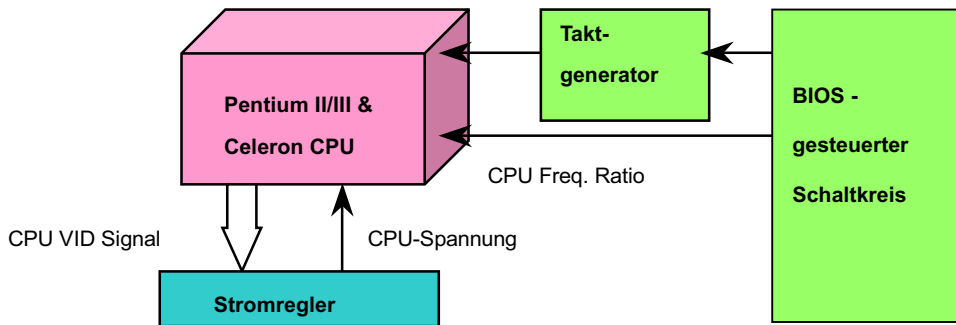 Takt-
generator
BIOS -
gesteuerter
Schaltkreis
Pentium II/III &
Celeron CPU
CPU Freq. Ratio
CPU VID Signal
CPU-Spannung
Stromregler